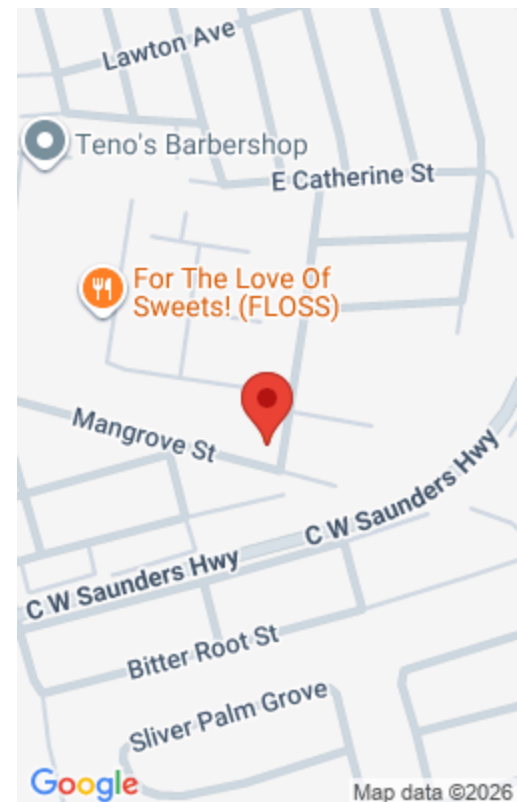 Lawton Ave
Teno's Barbershop
E Catherine St
For The Love Of
Sweets! (FLOSS)
Mangrove St
C W Saunders Hwy
C W Saunders Hwy
Bitter Root St
Sliver Palm Grove
Google
Map data ©2026